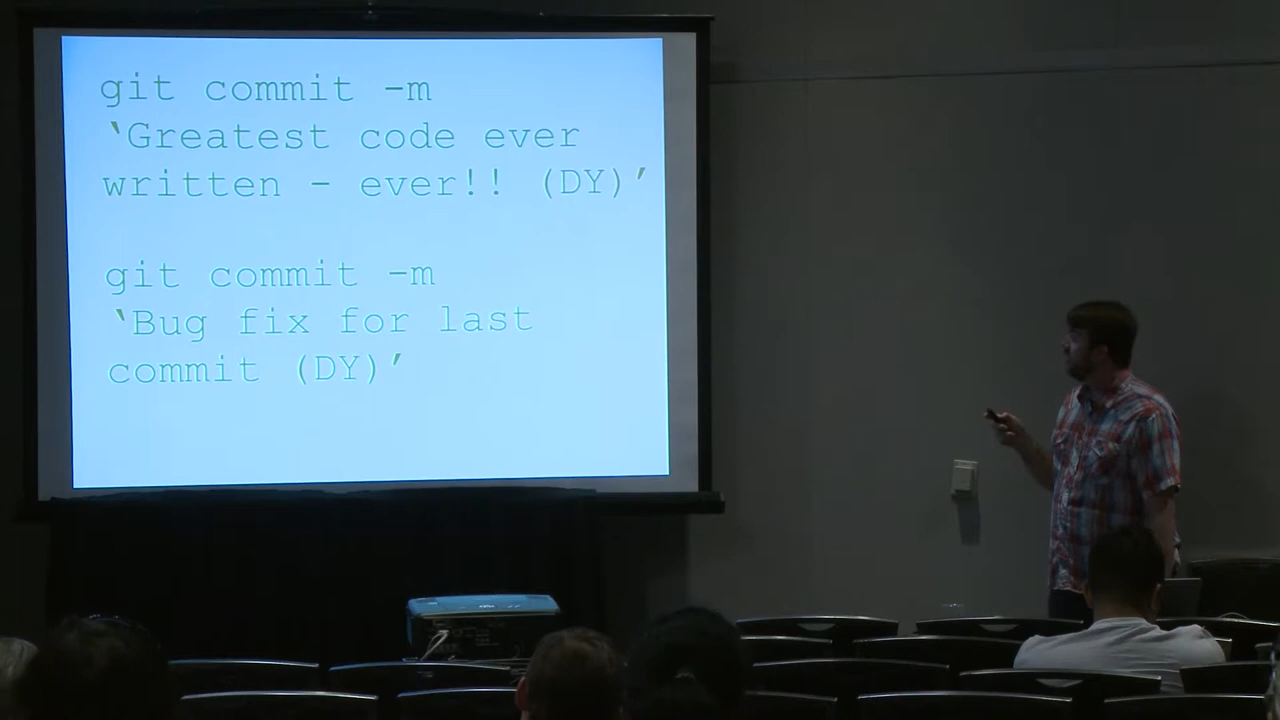 git commit -m
‘Greatest code ever
written - ever!! (DY)’
git commit -m
‘Bug fix for last
commit (DY)’